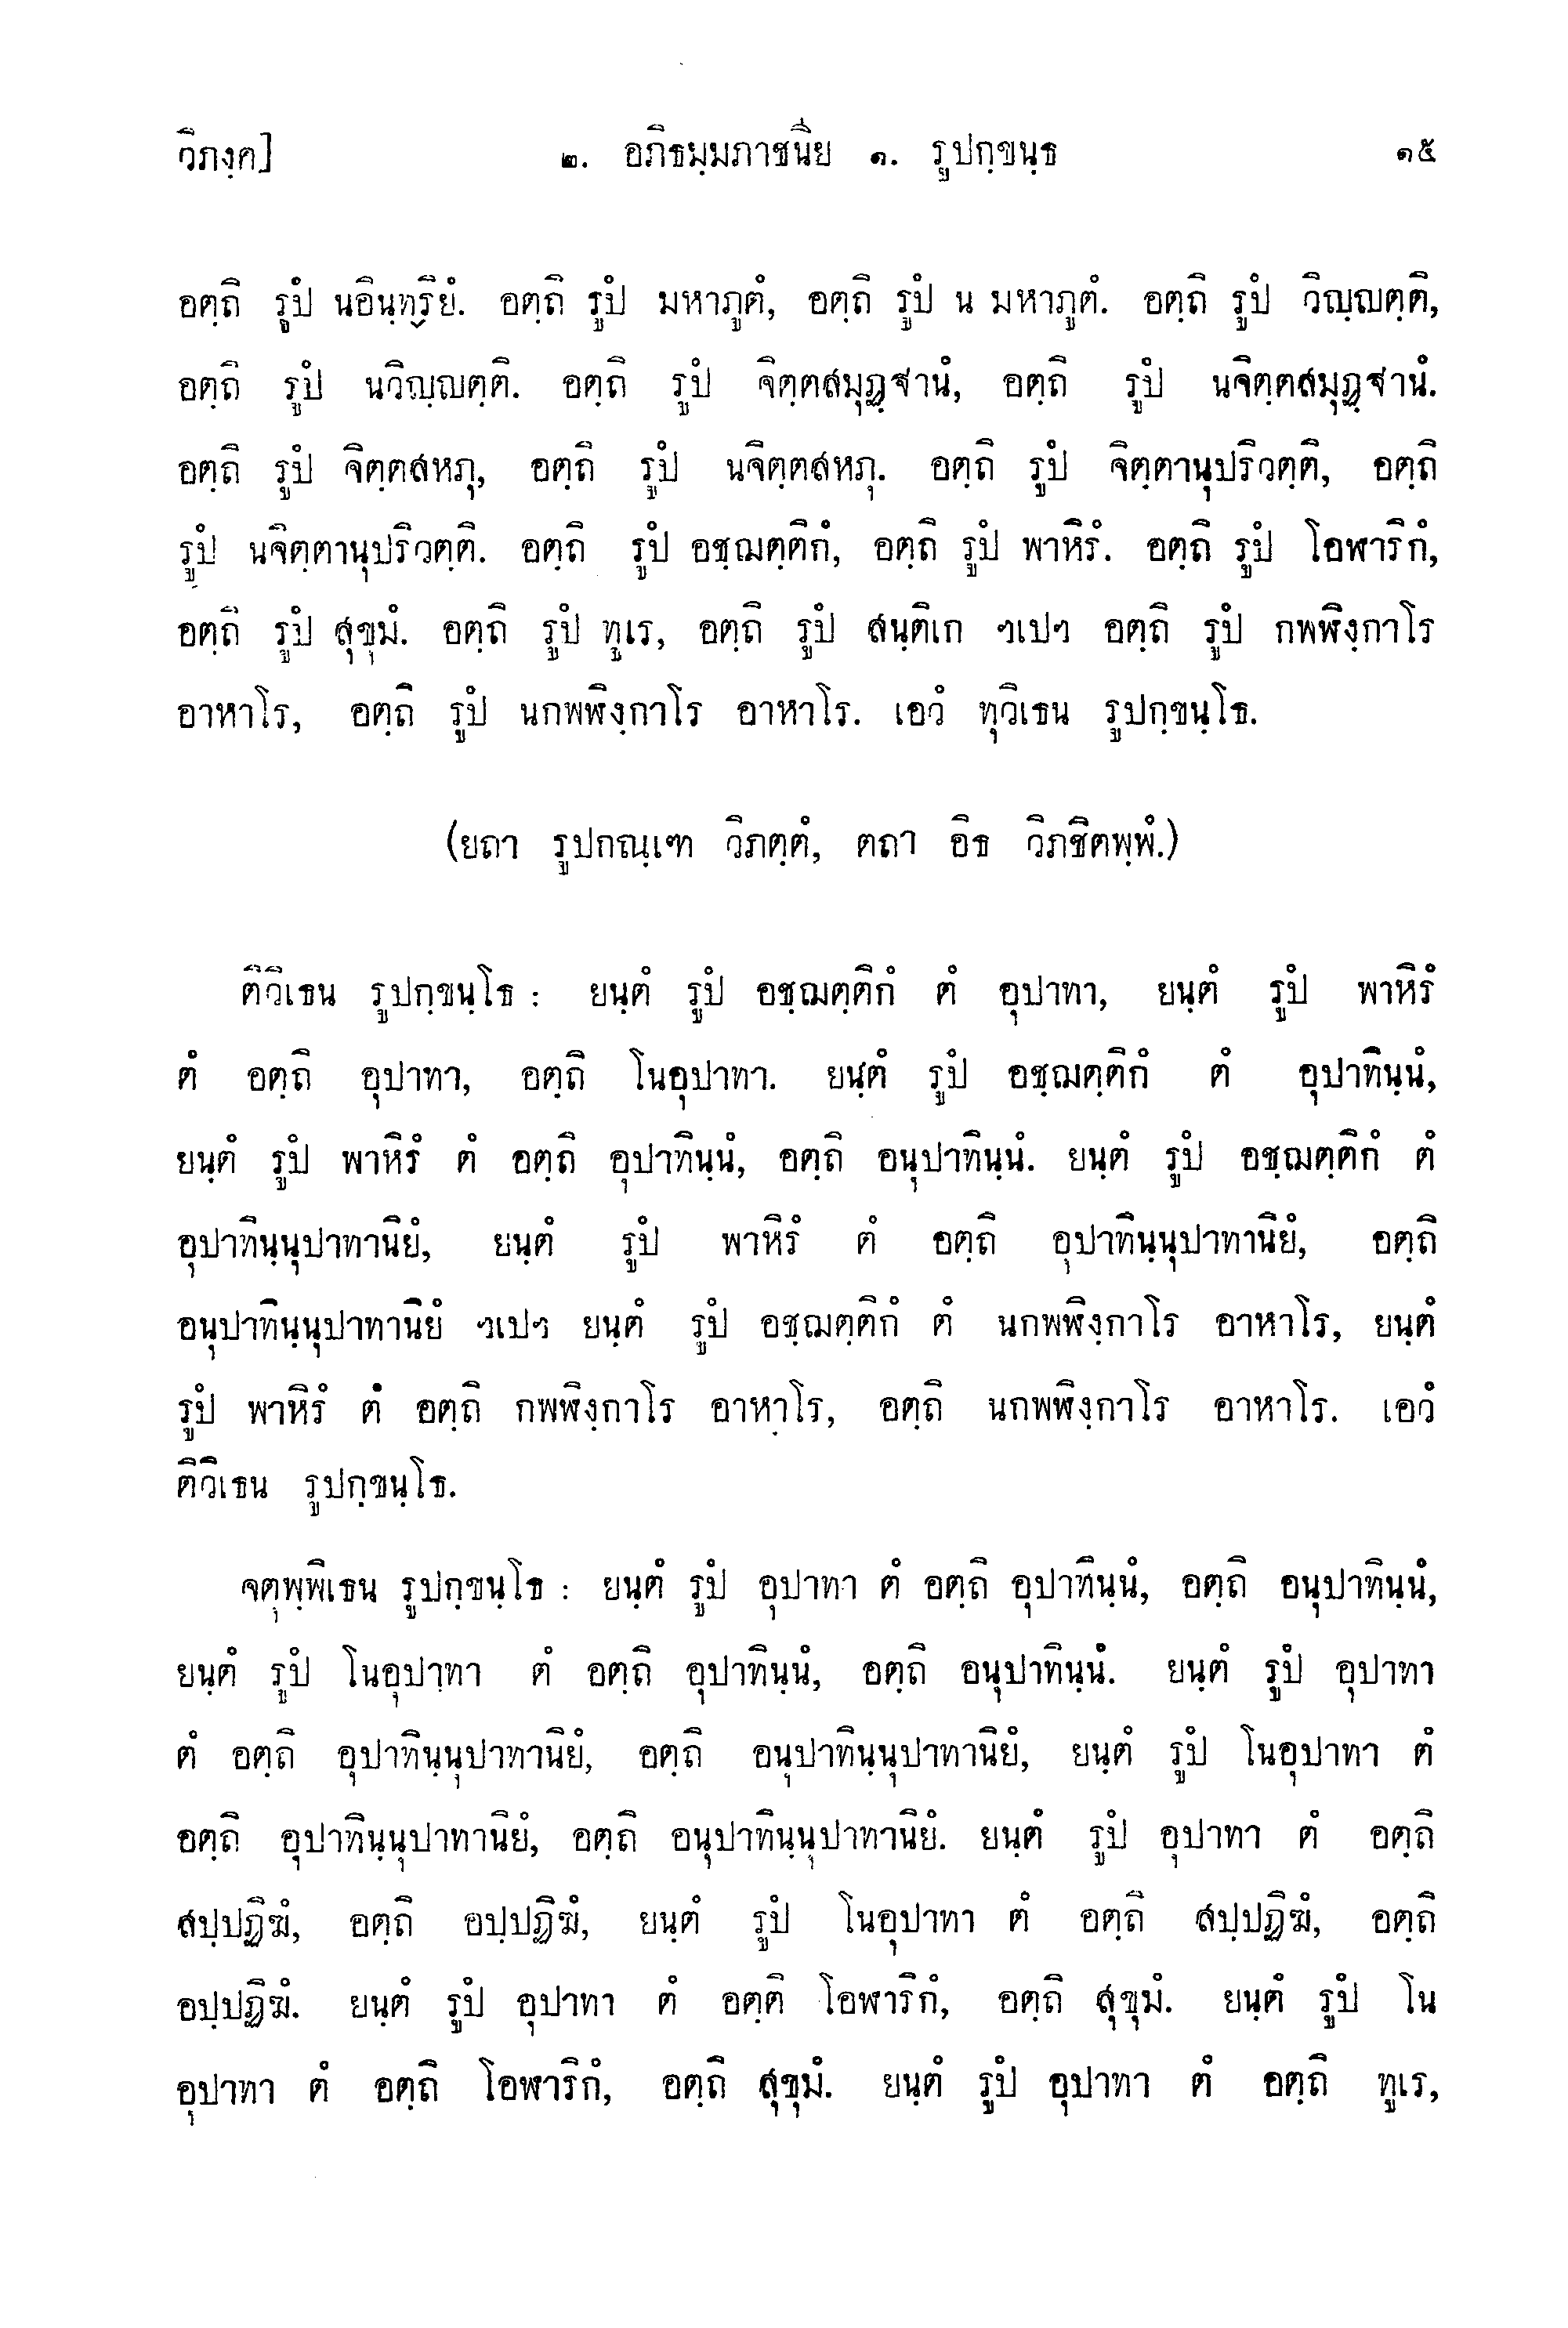 วิภงฺค]
๒. อภิธมฺมภาชนีย ๑. รูปกฺขนฺธ
๑๕
อตฺถิ รูปํ นอินฺทฺริยํ. อตฺถิ รูปํ มหาภูตํ, อตฺถิ รูปํ น มหาภูตํ. อตฺถิ รูปํ วิญฺญตฺติ,
อตฺถิ รูปํ นวิญฺญตฺติ. อตฺถิ รูปํ จิตฺตสมุฏฺฐานํ, อตฺถิ รูปํ นจิตฺตสมุฏฺฐานํ.
อตฺถิ รูปํ จิตฺตสหภุ, อตฺถิ รูปํ นจิตฺตสหภุ. อตฺถิ รูปํ จิตฺตานุปริวตฺติ, อตฺถิ
รูปํ นจิตฺตานุปริวตฺติ. อตฺถิ รูปํ อชฺฌตฺติกํ, อตฺถิ รูปํ พาหิรํ. อตฺถิ รูปํ โอฬาริกํ,
อตฺถิ รูปํ สุขุมํ. อตฺถิ รูปํ ทูเร, อตฺถิ รูปํ สนฺติเก ฯเปฯ อตฺถิ รูปํ กพฬิงฺกาโร
อาหาโร, อตฺถิ รูปํ นกพฬิงฺกาโร อาหาโร. เอวํ ทุวิเธน รูปกฺขนฺโธ.
(ยถา รูปกณฺเฑ วิภตฺตํ, ตถา อิธ วิภชิตพฺพํ.)
ติวิเธน รูปกฺขนฺโธ : ยนฺตํ รูปํ อชฺฌตฺติกํ ตํ อุปาทา, ยนฺตํ รูปํ พาหิรํ
ตํ อตฺถิ อุปาทา, อตฺถิ โนอุปาทา. ยนฺตํ รูปํ อชฺฌตฺติกํ ตํ อุปาทินฺนํ,
ยนฺตํ รูปํ พาหิรํ ตํ อตฺถิ อุปาทินฺนํ, อตฺถิ อนุปาทินฺนํ. ยนฺตํ รูปํ อชฺฌตฺติกํ ตํ
อุปาทินฺนุปาทานิยํ, ยนฺตํ รูปํ พาหิรํ ตํ อตฺถิ อุปาทินฺนุปาทานิยํ, อตฺถิ
อนุปาทินฺนุปาทานิยํ ฯเปฯ ยนฺตํ รูปํ อชฺฌตฺติกํ ตํ นกพฬิงฺกาโร อาหาโร, ยนฺตํ
รูปํ พาหิรํ ตํ อตฺถิ กพฬิงฺกาโร อาหาโร, อตฺถิ นกพฬิงฺกาโร อาหาโร. เอวํ
ติวิเธน รูปกฺขนฺโธ.
จตุพฺพิเธน รูปกฺขนฺโธ : ยนฺตํ รูปํ อุปาทา ตํ อตฺถิ อุปาทินฺนํ, อตฺถิ อนุปาทินฺนํ,
ยนฺตํ รูปํ โนอุปาทา ตํ อตฺถิ อุปาทินฺนํ, อตฺถิ อนุปาทินฺนํ. ยนฺตํ รูปํ อุปาทา
ตํ อตฺถิ อุปาทินฺนุปาทานิยํ, อตฺถิ อนุปาทินฺนุปาทานิยํ, ยนฺตํ รูปํ โนอุปาทา ตํ
อตฺถิ อุปาทินฺนุปาทานิยํ, อตฺถิ อนุปาทินฺนุปาทานิยํ. ยนฺตํ รูปํ อุปาทา ตํ อตฺถิ
สปฺปฏิฆํ, อตฺถิ อปฺปฏิฆํ, ยนฺตํ รูปํ โนอุปาทา ตํ อตฺถิ สปฺปฏิฆํ, อตฺถิ
อปฺปฏิฆํ. ยนฺตํ รูปํ อุปาทา ตํ อตฺติ โอฬาริกํ, อตฺถิ สุขุมํ. ยนฺตํ รูปํ โน
อุปาทา ตํ อตฺถิ โอฬาริกํ, อตฺถิ สุขุมํ. ยนฺตํ รูปํ อุปาทา ตํ อตฺถิ ทูเร,